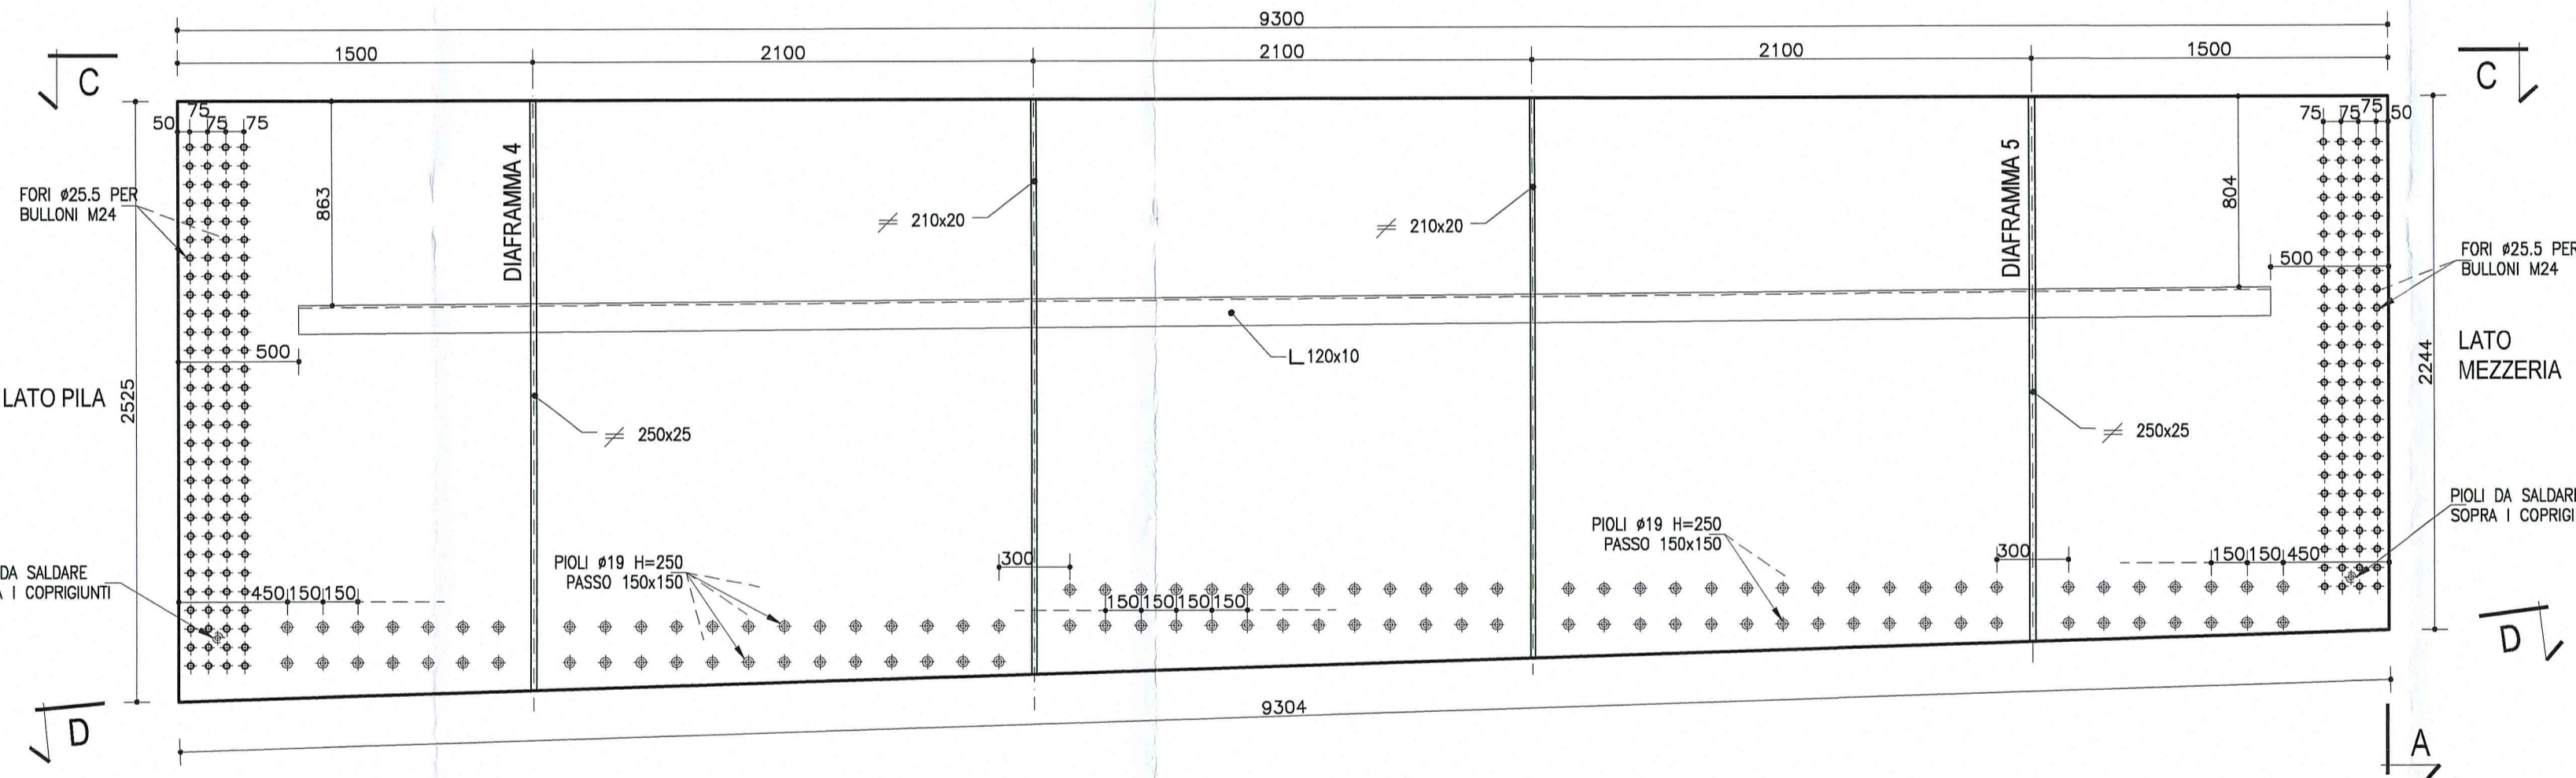 9300
1500
2100
2100
2100
1500
C
C
50
75
75
75
75
75
75
50
FORI ø25.5 PER
BULLONI M24
863
DIAFRAMMA 4
210x20
210x20
DIAFRAMMA 5
804
500
FORI ø25.5 PER
BULLONI M24
500
L 120x10
LATO PILA
2525
250x25
250x25
2244
LATO
MEZZERIA
DA SALDARE
I COPRIGIUNTI
450 150 150
PIOLI ø19 H=250
PASSO 150x150
300
150 150 150 150
PIOLI ø19 H=250
PASSO 150x150
300
150 150 450
PIOLI DA SALDARE
SOPRA I COPRIGI
D
D
9304
A